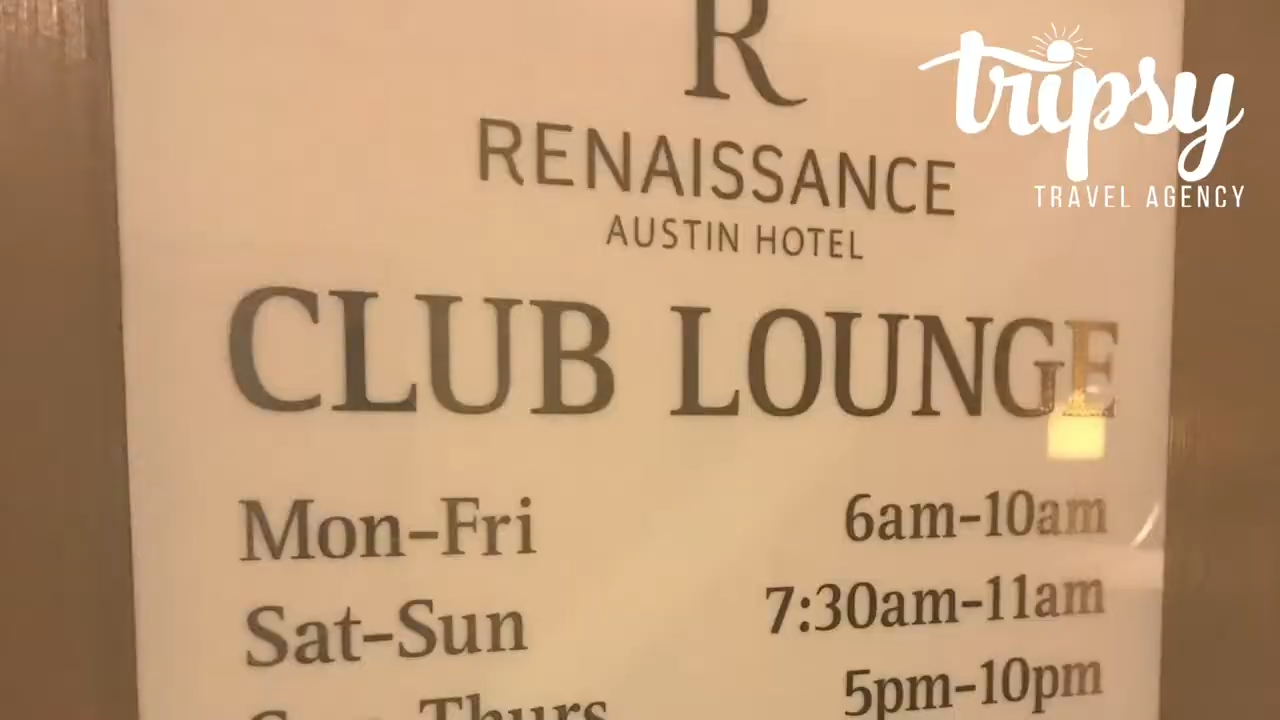 R
RENAISSANCE
AUSTIN HOTEL
CLUB LOUNGE
Mon-Fri 6am-10am
Sat-Sun 7:30am-11am
Thurs 5pm-10pm
tripsy
TRAVEL AGENCY